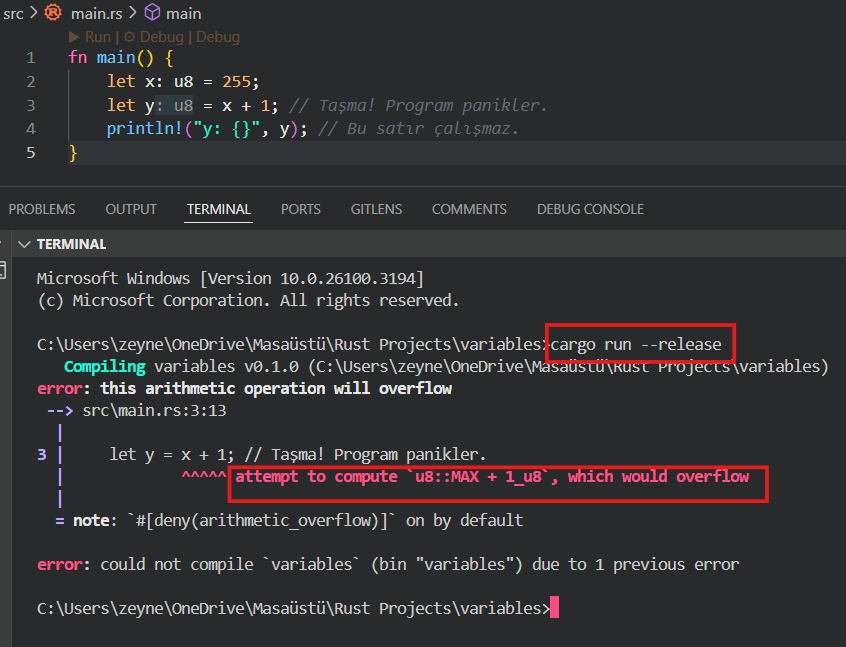 src > main.rs > main
Run | Debug | Debug
1 fn main() {
2 let x: u8 = 255;
3 let y: u8 = x + 1; // Taşma! Program panikler.
4 println!("y: {}", y); // Bu satır çalışmaz.
5 }
PROBLEMS OUTPUT TERMINAL PORTS GITLENS COMMENTS DEBUG CONSOLE
TERMINAL
Microsoft Windows [Version 10.0.26100.3194]
(c) Microsoft Corporation. All rights reserved.
C:\Users\zeyne\OneDrive\Masaüstü\Rust Projects\variables>cargo run --release
Compiling variables v0.1.0 (C:\Users\zeyne\OneDrive\Masaüstü\Rust Projects\variables)
error: this arithmetic operation will overflow
--> src\main.rs:3:13
|
3 | let y = x + 1; // Taşma! Program panikler.
| ^^^^^ attempt to compute `u8::MAX + 1_u8`, which would overflow
|
= note: `#[deny(arithmetic_overflow)]` on by default
error: could not compile `variables` (bin "variables") due to 1 previous error
C:\Users\zeyne\OneDrive\Masaüstü\Rust Projects\variables>